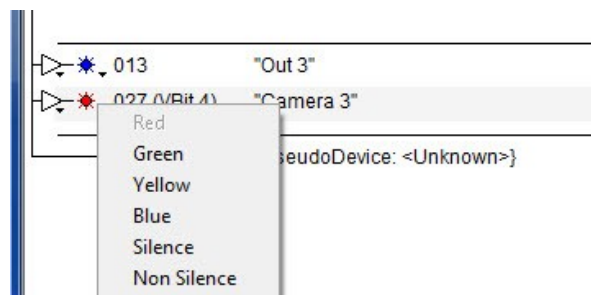 013 "Out 3"
027 (VBit 4) "Camera 3"
Red
Green
seudoDevice: <Unknown>}
Yellow
Blue
Silence
Non Silence